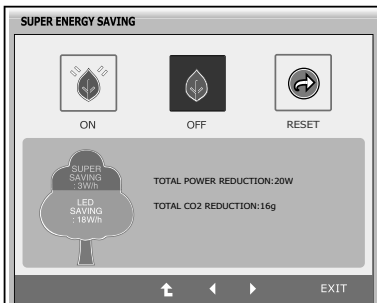 SUPER ENERGY SAVING
ON
OFF
RESET
SUPER
SAVING
: 3W/h
LED
SAVING
: 18W/h
TOTAL POWER REDUCTION:20W
TOTAL CO2 REDUCTION:16g
EXIT